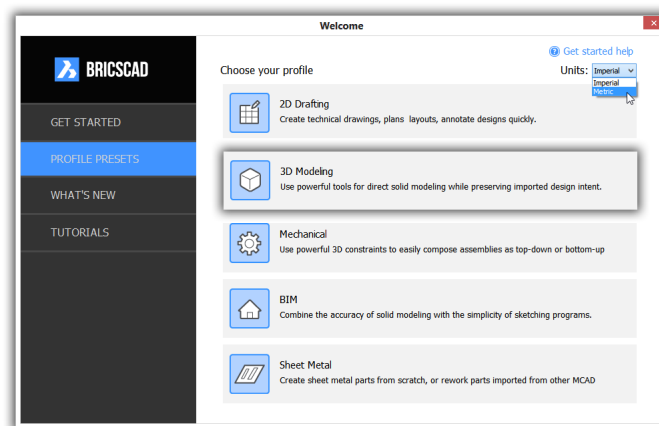 Welcome
BRICSCAD
GET STARTED
PROFILE PRESETS
WHAT'S NEW
TUTORIALS
Get started help
Choose your profile
Units: Imperial
Imperial
Metric
2D Drafting
Create technical drawings, plans layouts, annotate designs quickly.
3D Modeling
Use powerful tools for direct solid modeling while preserving imported design intent.
Mechanical
Use powerful 3D constraints to easily compose assemblies as top-down or bottom-up
BIM
Combine the accuracy of solid modeling with the simplicity of sketching programs.
Sheet Metal
Create sheet metal parts from scratch, or rework parts imported from other MCAD